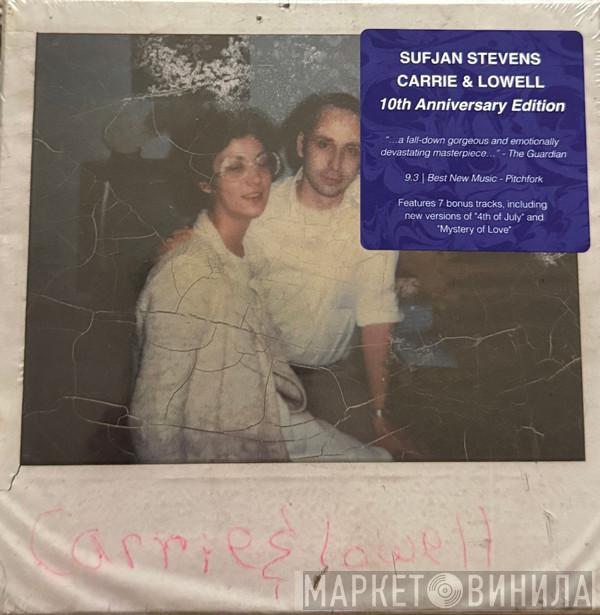 SUFJAN STEVENS
CARRIE & LOWELL
10th Anniversary Edition
"...a fall-down gorgeous and emotionally
devastating masterpiece..." - The Guardian
9.3 | Best New Music - Pitchfork
Features 7 bonus tracks, including
new versions of "4th of July" and
"Mystery of Love"
Carrie & lowell
МАРКЕТ ВИНИЛА